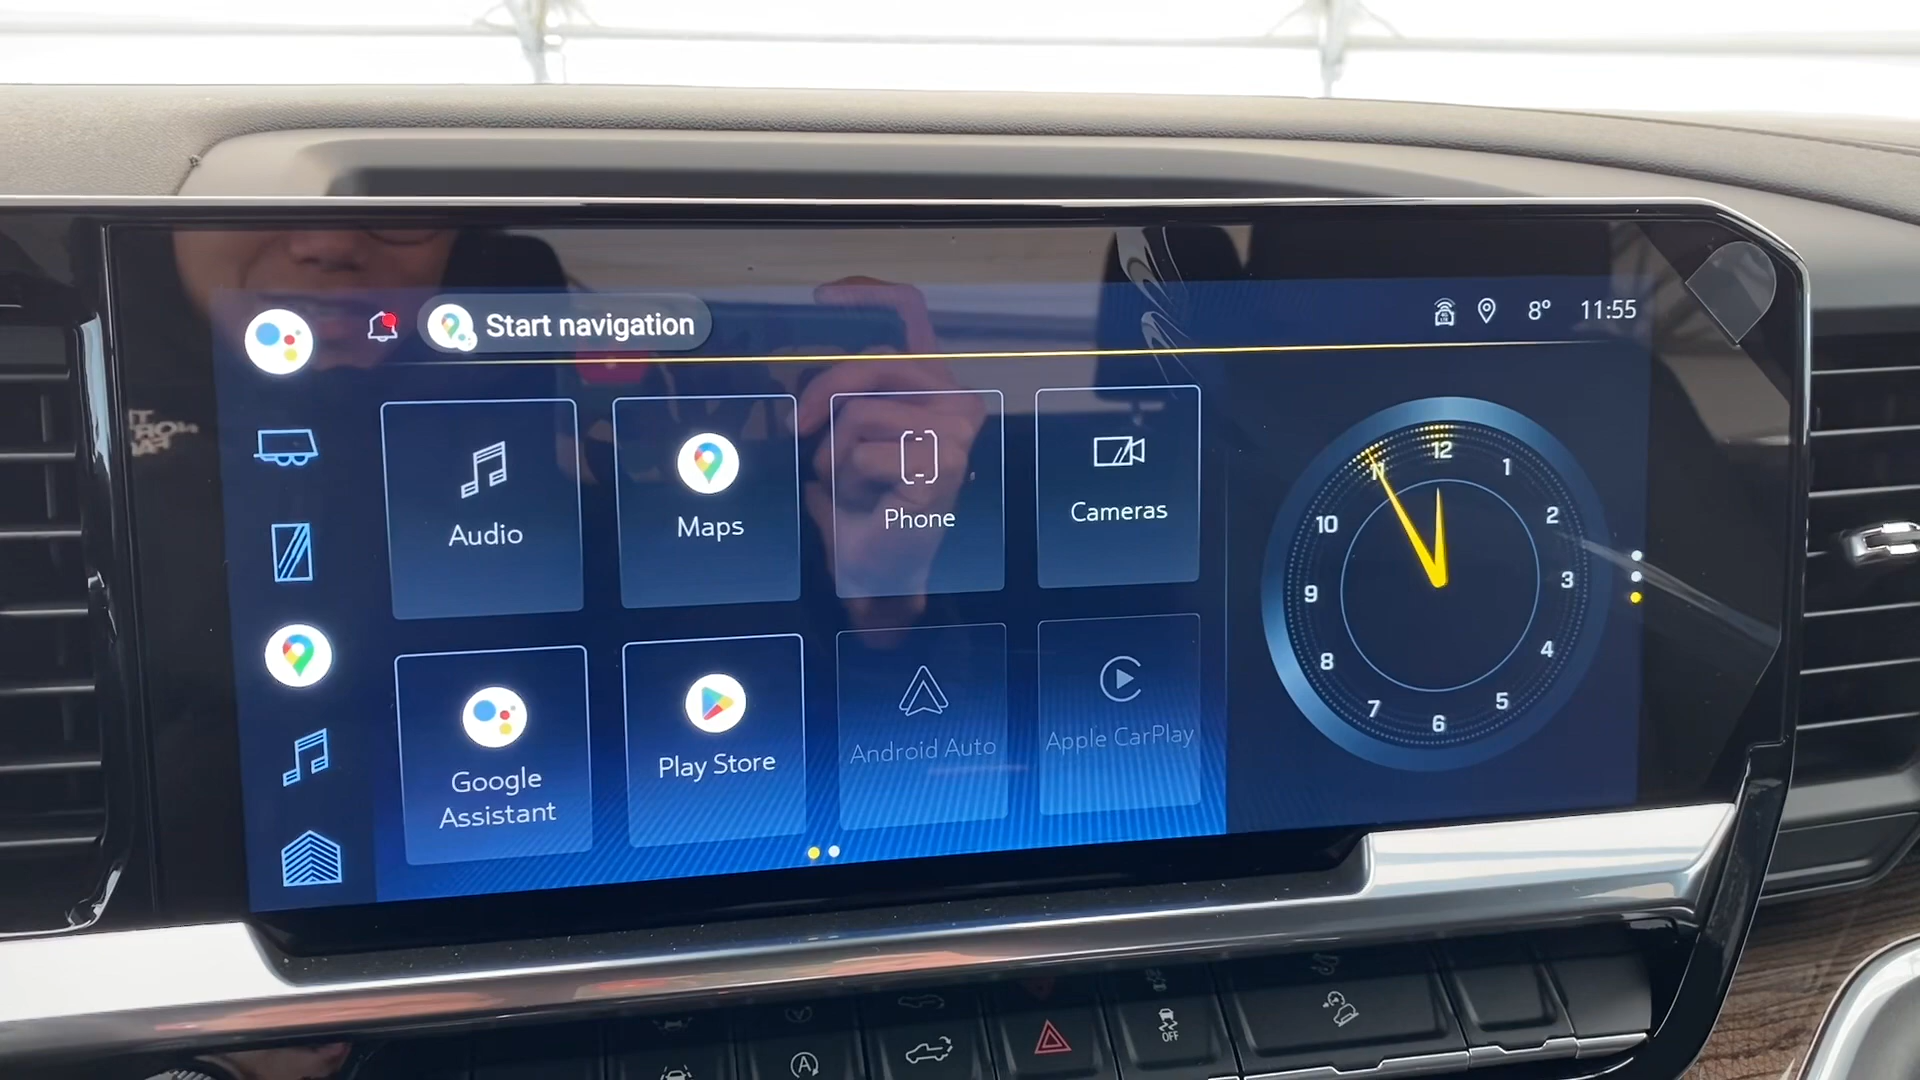 Start navigation
8° 11:55
Audio
Maps
Phone
Cameras
Google
Assistant
Play Store
Android Auto
Apple CarPlay
12
1
2
3
4
5
6
7
8
9
10
11
OFF
A